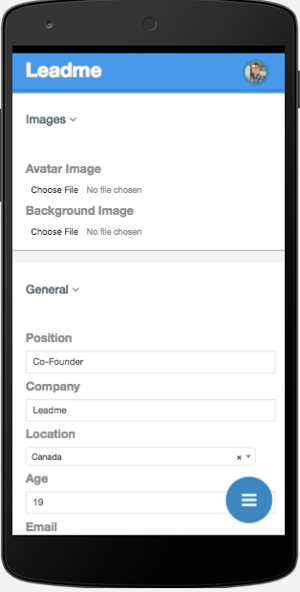 Leadme
Images
Avatar Image
Choose File No file chosen
Background Image
Choose File No file chosen
General
Position
Co-Founder
Company
Leadme
Location
Canada × 
Age
19
Email